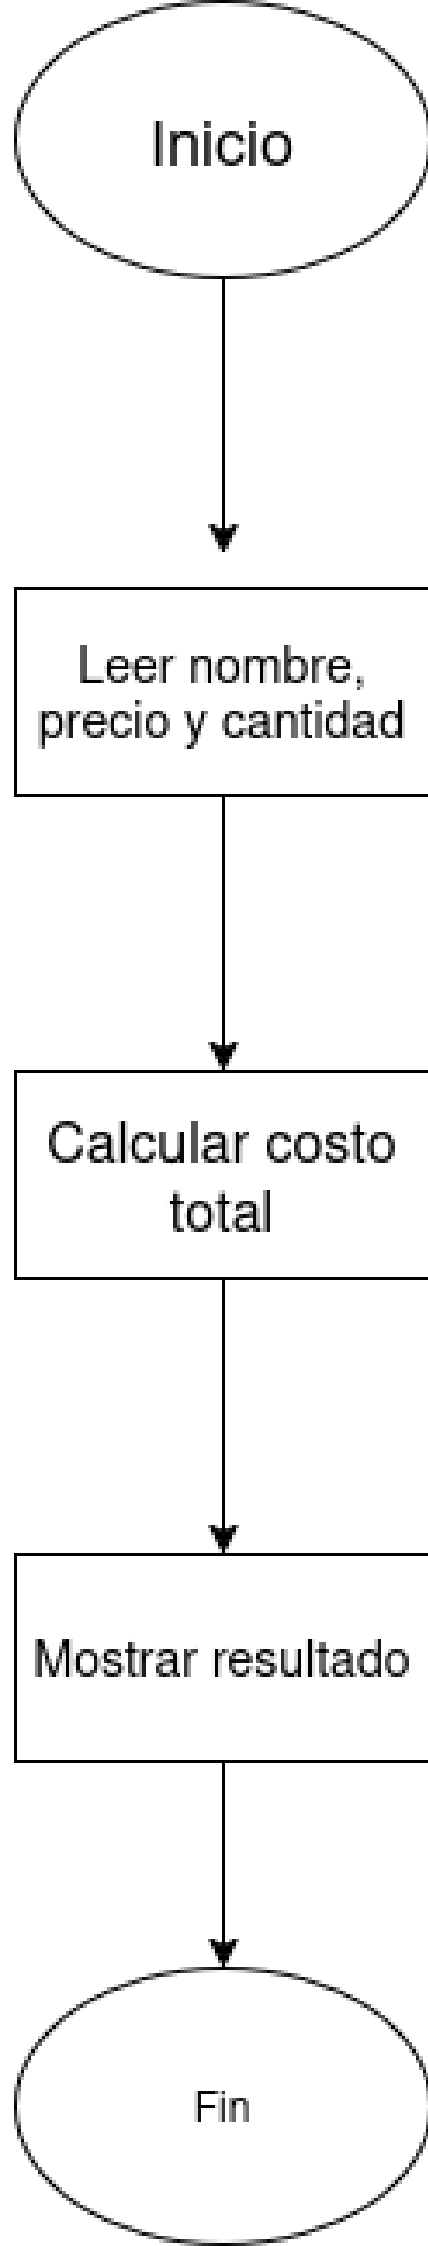 Inicio
Leer nombre,
precio y cantidad
Calcular costo
total
Mostrar resultado
Fin